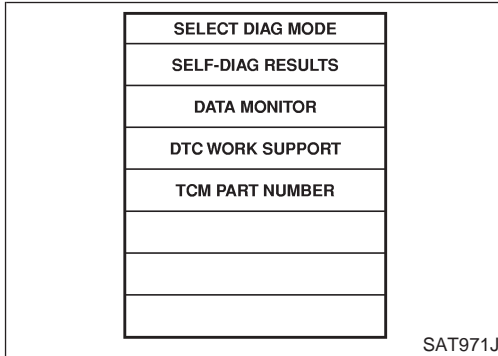 SELECT DIAG MODE
SELF-DIAG RESULTS
DATA MONITOR
DTC WORK SUPPORT
TCM PART NUMBER
SAT971J